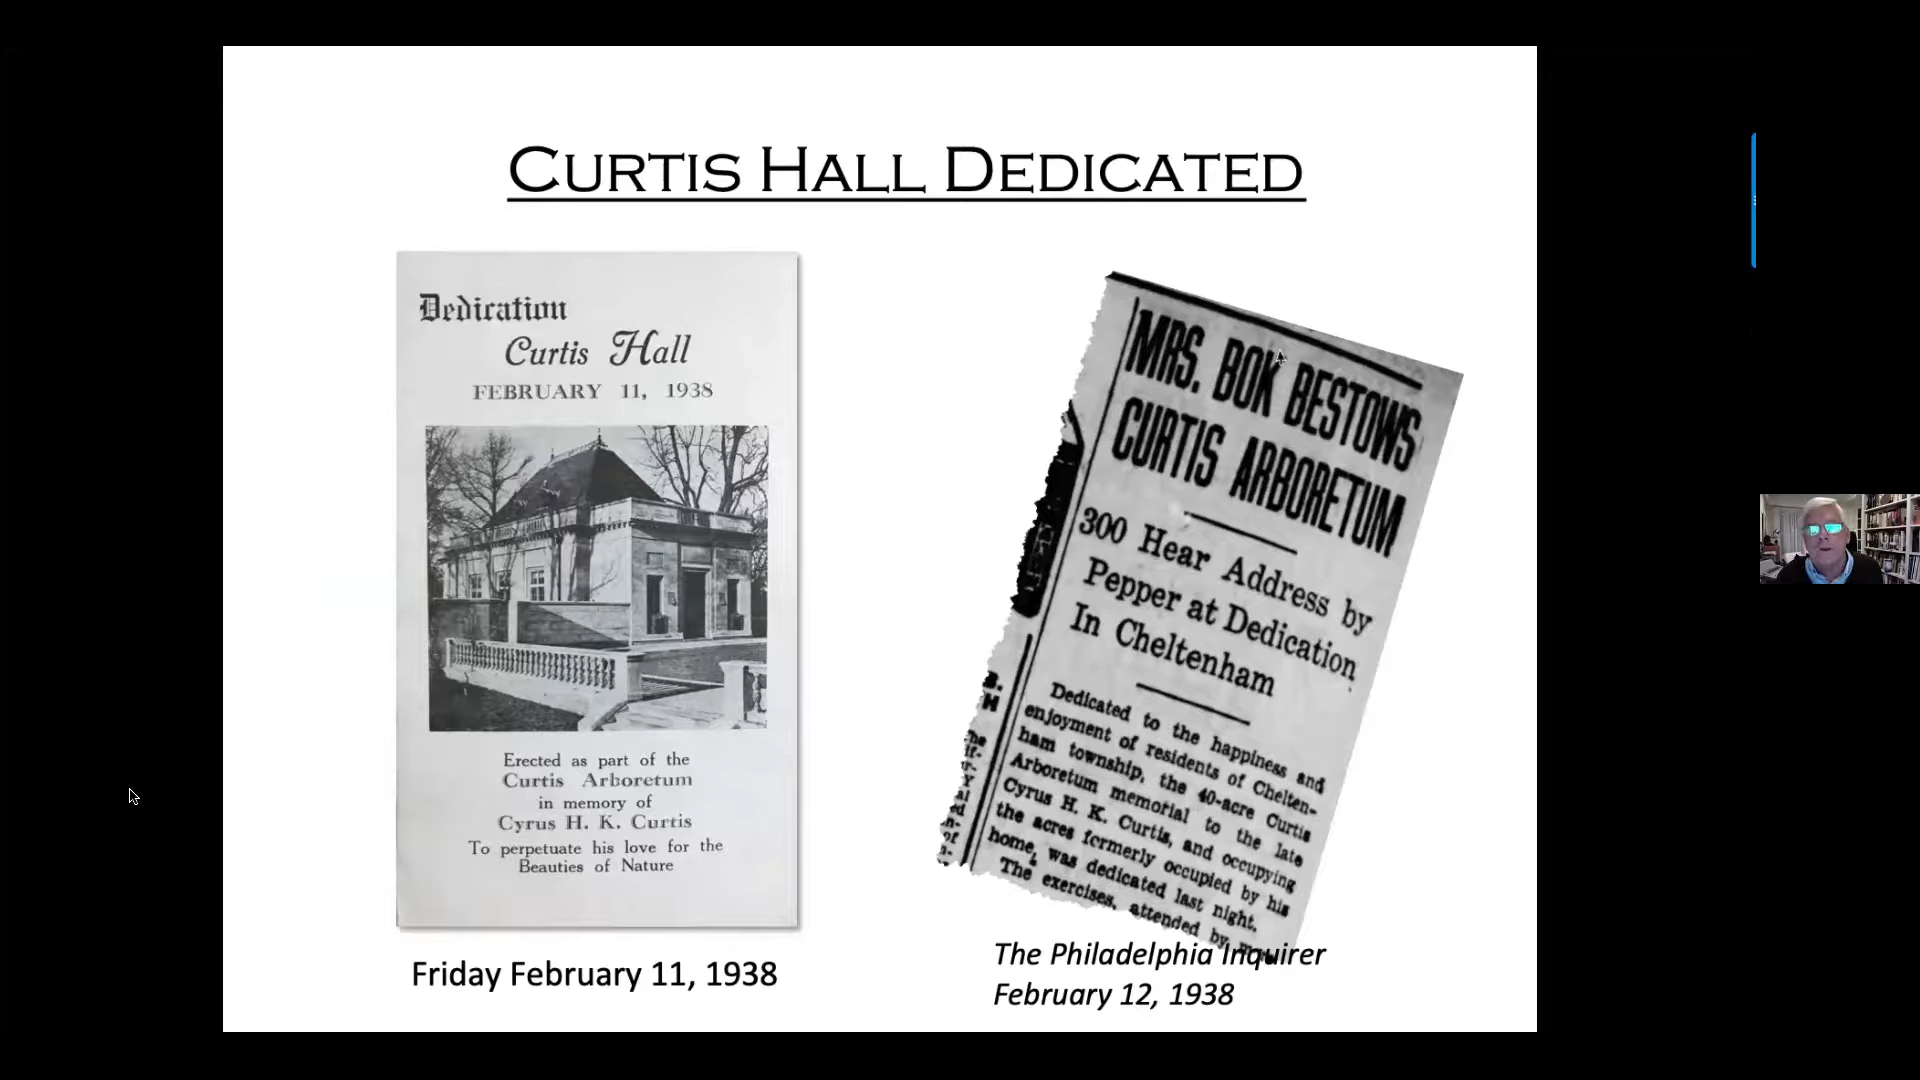 CURTIS HALL DEDICATED
Dedication
Curtis Hall
FEBRUARY 11, 1938
Erected as part of the
Curtis Arboretum
in memory of
Cyrus H. K. Curtis
To perpetuate his love for the
Beauties of Nature
Friday February 11, 1938
MRS. BOK BESTOWS
CURTIS ARBORETUM
300 Hear Address by
Pepper at Dedication
In Cheltenham
Dedicated to the happiness and
enjoyment of residents of Chelten-
ham township, the 40-acre Curtis
Arboretum memorial to the late
Cyrus H. K. Curtis, and occupying
the acres formerly occupied by his
home, was dedicated last night.
The exercises, attended by
The Philadelphia Inquirer
February 12, 1938